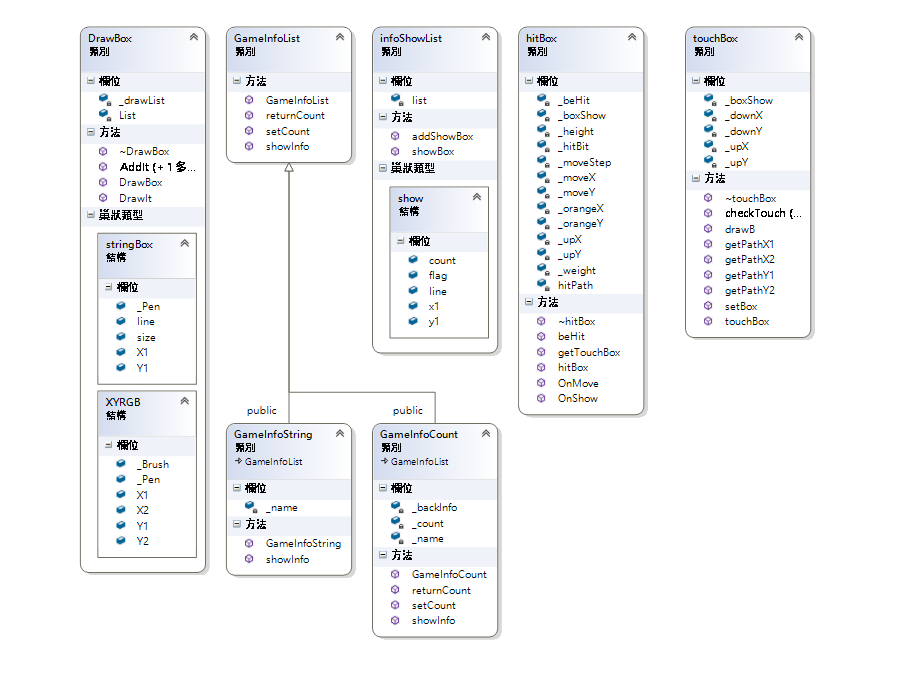 DrawBox
類別
欄位
_drawList
List
方法
~DrawBox
AddIt (+ 1 多...
DrawBox
DrawIt
巢狀類型
stringBox
結構
欄位
_Pen
line
size
X1
Y1
XYRGB
結構
欄位
_Brush
_Pen
X1
X2
Y1
Y2
GameInfoList
類別
方法
GameInfoList
returnCount
setCount
showInfo
infoShowList
類別
欄位
list
方法
addShowBox
showBox
巢狀類型
show
結構
欄位
count
flag
line
x1
y1
hitBox
類別
欄位
_beHit
_boxShow
_height
_hitBit
_moveStep
_moveX
_moveY
_orangeX
_orangeY
_upX
_upY
_weight
hitPath
方法
~hitBox
beHit
getTouchBox
hitBox
OnMove
OnShow
touchBox
類別
欄位
_boxShow
_downX
_downY
_upX
_upY
方法
~touchBox
checkTouch (...
drawB
getPathX1
getPathX2
getPathY1
getPathY2
setBox
touchBox
public
GameInfoString
類別
GameInfoList
欄位
_name
方法
GameInfoString
showInfo
public
GameInfoCount
類別
GameInfoList
欄位
_backInfo
_count
_name
方法
GameInfoCount
returnCount
setCount
showInfo